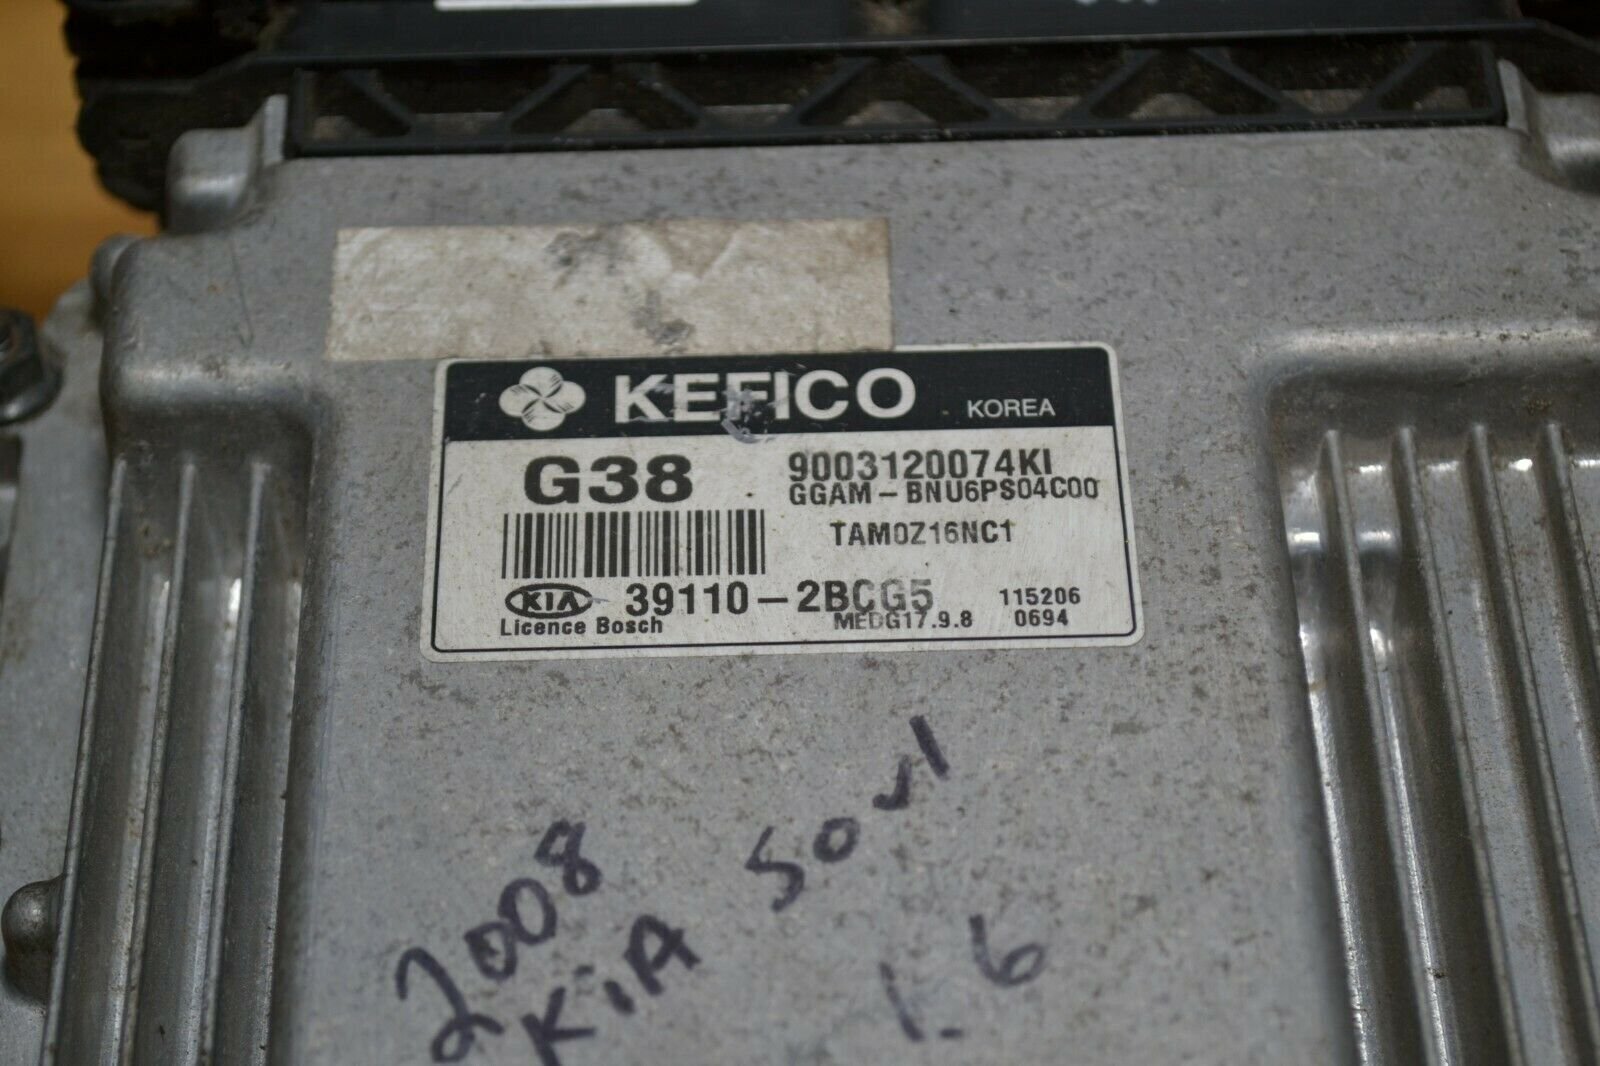 KEFICO KOREA
G38 9003120074KI
GGAM-BNU6PS04C00
TAM0Z16NC1
KIA 39110-2BCG5 115206
Licence Bosch MEDG17.9.8 0694
2008
KiA Soul
1.6